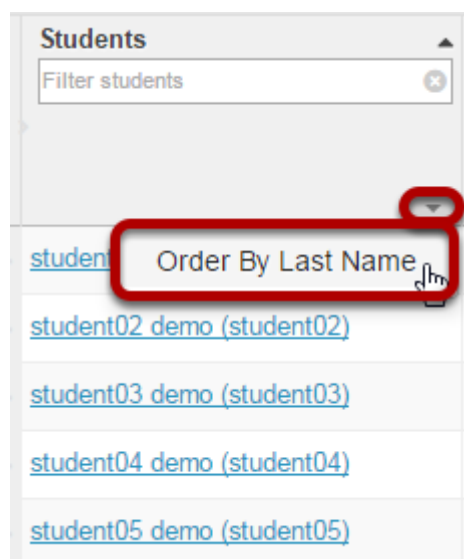 Students
Filter students
student
Order By Last Name
student02 demo (student02)
student03 demo (student03)
student04 demo (student04)
student05 demo (student05)